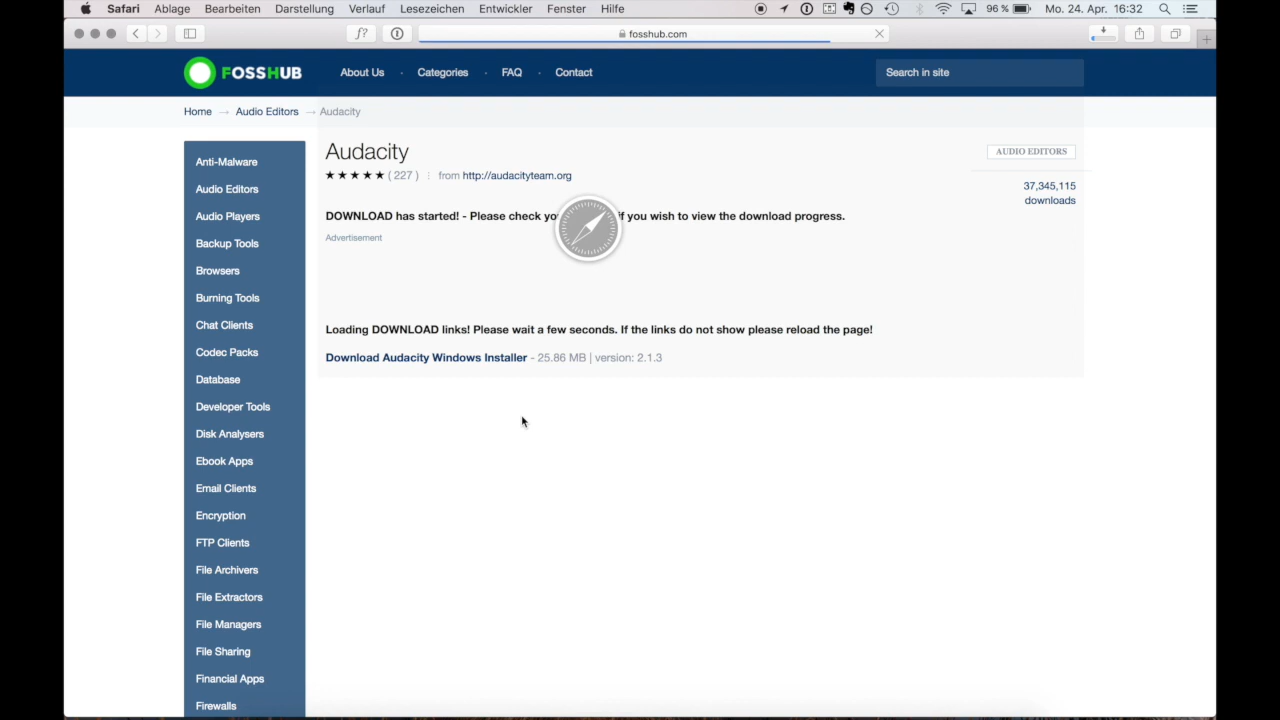 Safari Ablage Bearbeiten Darstellung Verlauf Lesezeichen Entwickler Fenster Hilfe 96 % Mo. 24. Apr. 16:32
f? fosshub.com
FOSSHUB About Us · Categories · FAQ · Contact Search in site
Home → Audio Editors → Audacity
Audacity
AUDIO EDITORS
★★★★★ ( 227 ) from http://audacityteam.org
37,345,115
downloads
DOWNLOAD has started! - Please check if you wish to view the download progress.
Advertisement
Loading DOWNLOAD links! Please wait a few seconds. If the links do not show please reload the page!
Download Audacity Windows Installer - 25.86 MB | version: 2.1.3
Anti-Malware
Audio Editors
Audio Players
Backup Tools
Browsers
Burning Tools
Chat Clients
Codec Packs
Database
Developer Tools
Disk Analysers
Ebook Apps
Email Clients
Encryption
FTP Clients
File Archivers
File Extractors
File Managers
File Sharing
Financial Apps
Firewalls